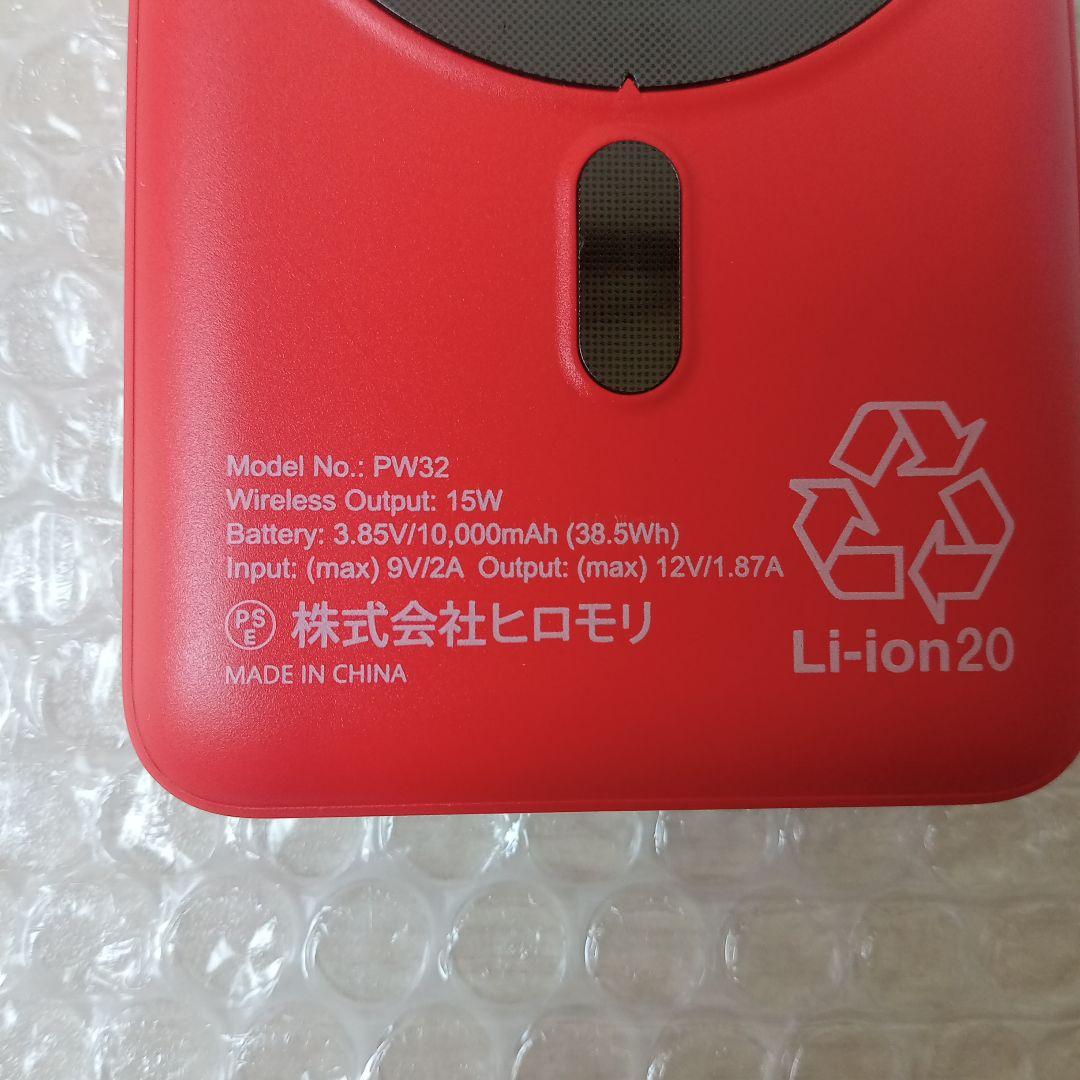 Model No.: PW32
Wireless Output: 15W
Battery: 3.85V/10,000mAh (38.5Wh)
Input: (max) 9V/2A Output: (max) 12V/1.87A
PS
E
株式会社ヒロモリ
MADE IN CHINA
Li-ion20